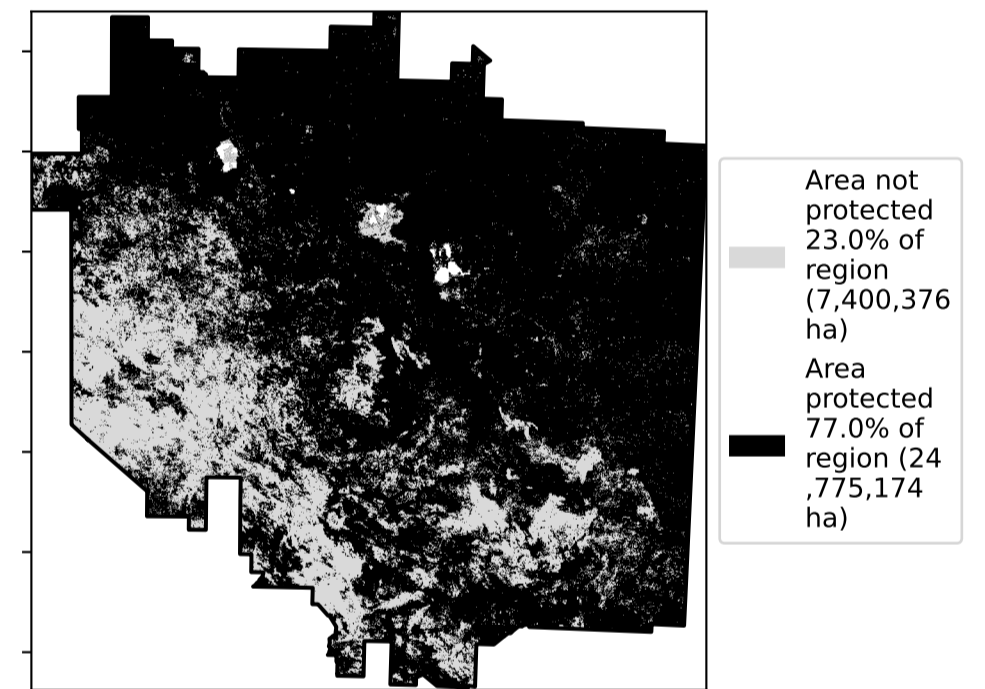 Area not
protected
23.0% of
region
(7,400,376
ha)
Area
protected
77.0% of
region (24
,775,174
ha)